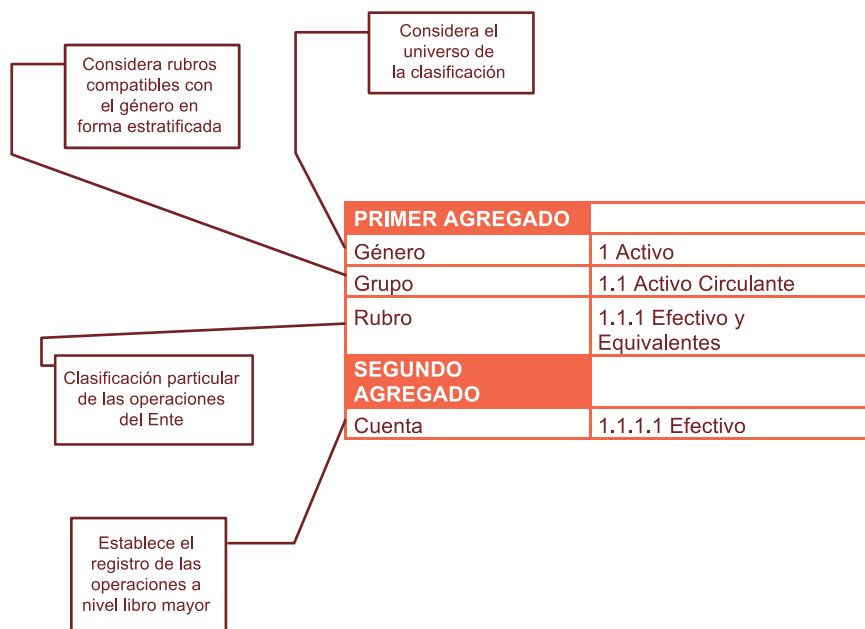 Considera el
universo de
la clasificación
Considera rubros
compatibles con
el género en
forma estratificada
PRIMER AGREGADO
Género 1 Activo
Grupo 1.1 Activo Circulante
Rubro 1.1.1 Efectivo y
Equivalentes
SEGUNDO
AGREGADO
Cuenta 1.1.1.1 Efectivo
Clasificación particular
de las operaciones
del Ente
Establece el
registro de las
operaciones a
nivel libro mayor